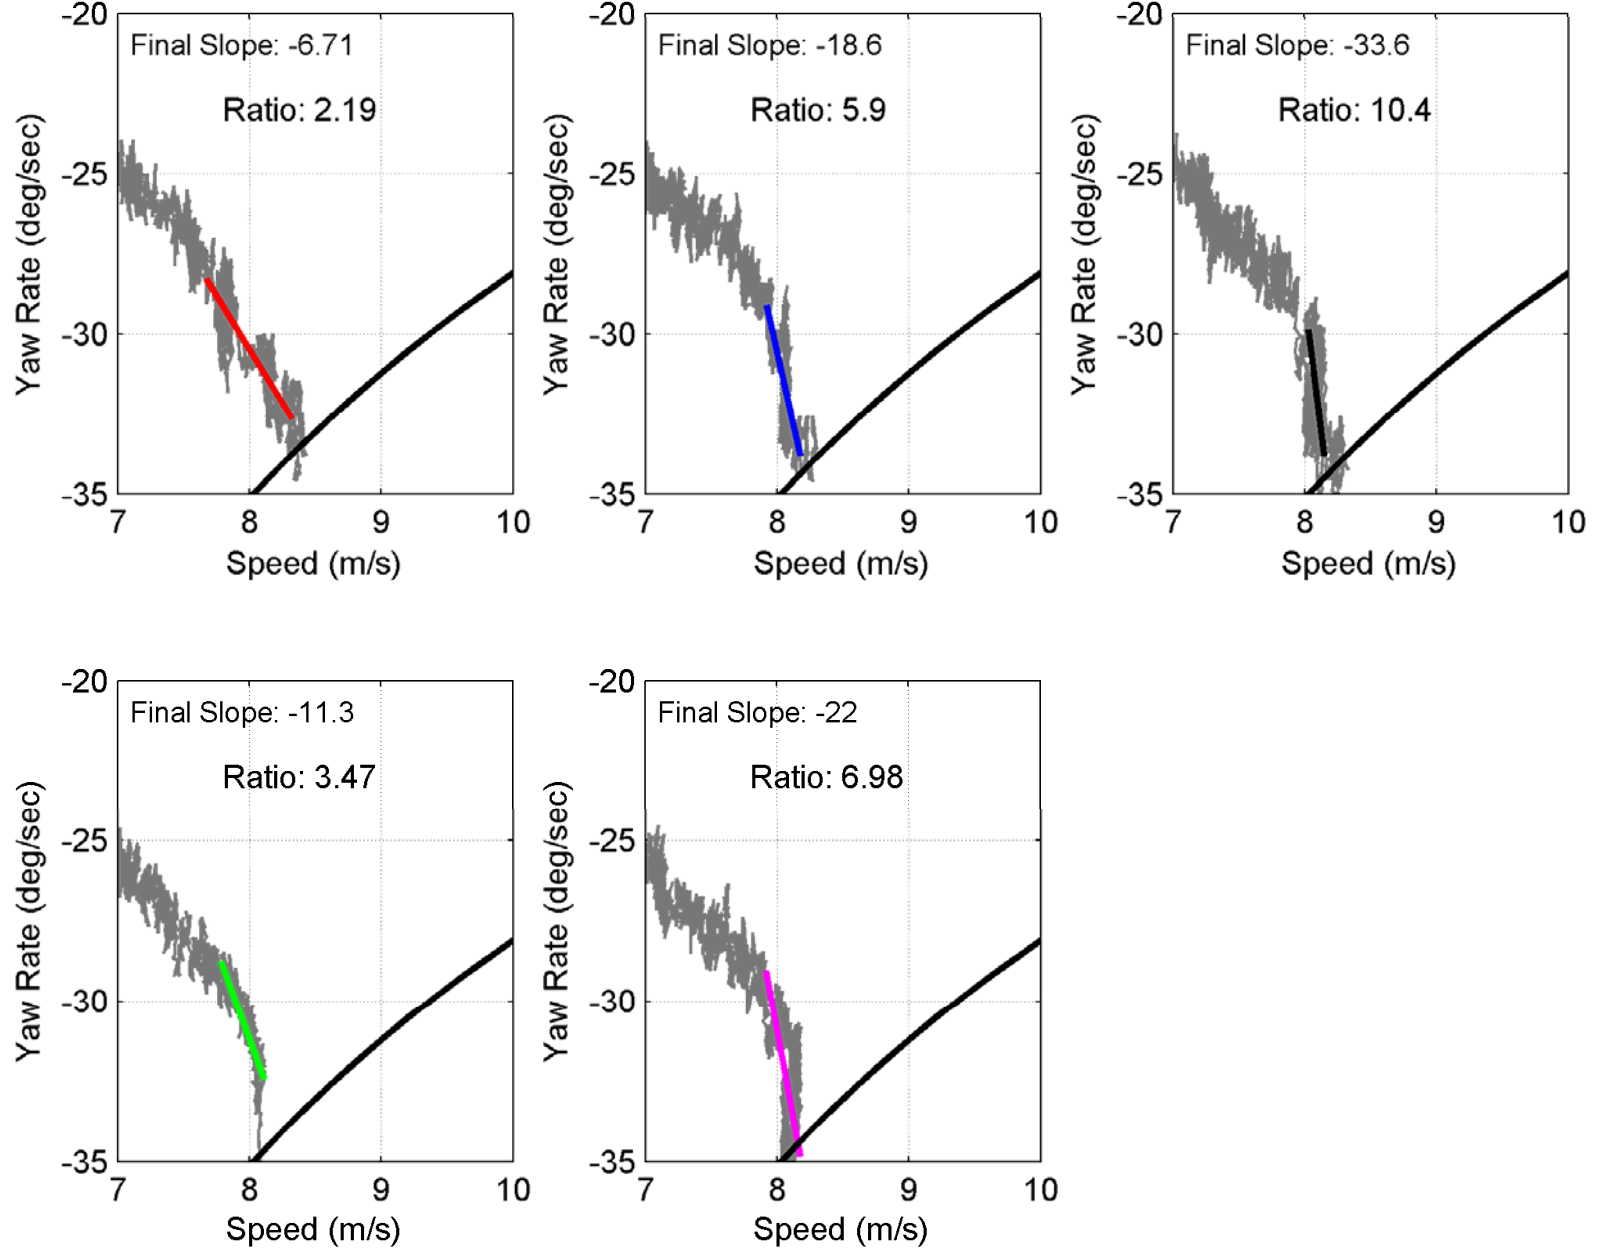 -20
Final Slope: -6.71
Ratio: 2.19
-25
-30
-35
7 8 9 10
Speed (m/s)
Yaw Rate (deg/sec)
-20
Final Slope: -18.6
Ratio: 5.9
-25
-30
-35
7 8 9 10
Speed (m/s)
Yaw Rate (deg/sec)
-20
Final Slope: -33.6
Ratio: 10.4
-25
-30
-35
7 8 9 10
Speed (m/s)
Yaw Rate (deg/sec)
-20
Final Slope: -11.3
Ratio: 3.47
-25
-30
-35
7 8 9 10
Speed (m/s)
Yaw Rate (deg/sec)
-20
Final Slope: -22
Ratio: 6.98
-25
-30
-35
7 8 9 10
Speed (m/s)
Yaw Rate (deg/sec)